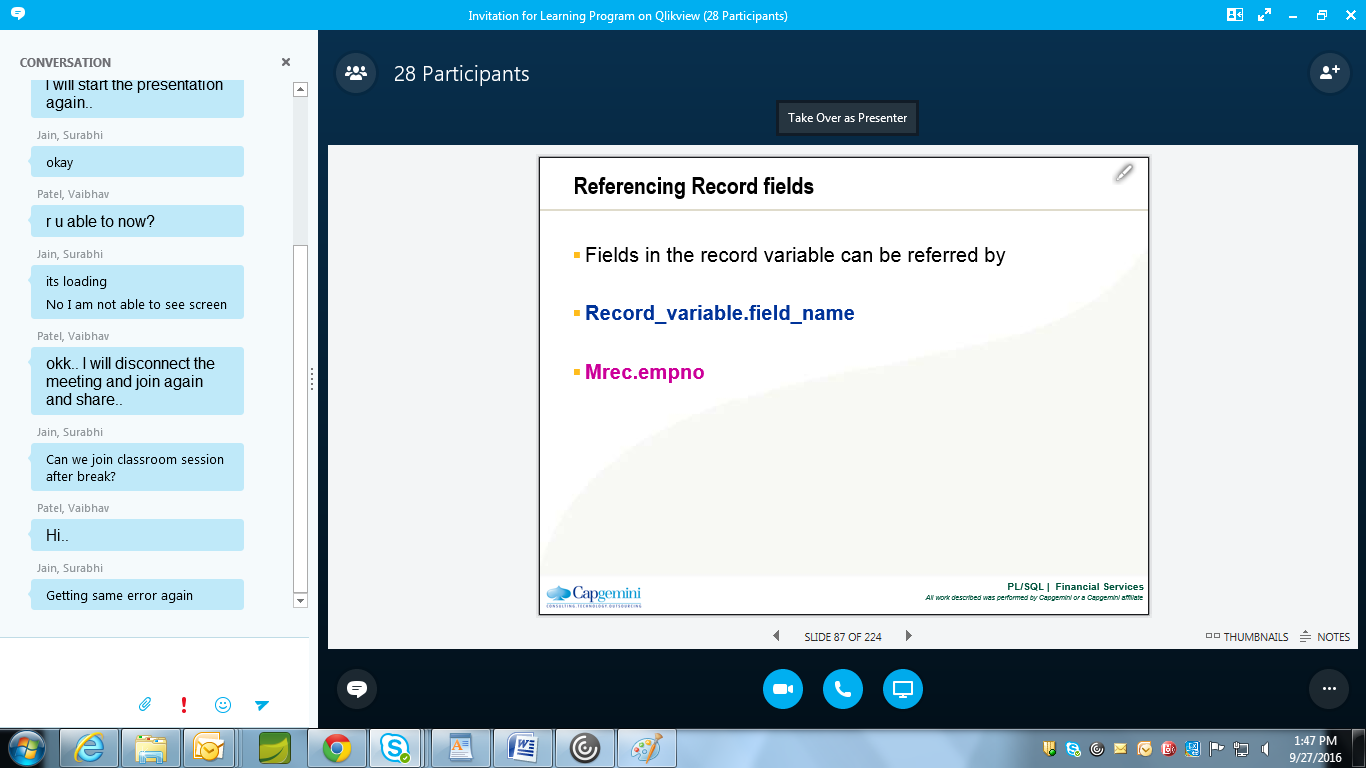 Invitation for Learning Program on Qlikview (28 Participants)
CONVERSATION
I will start the presentation
again..
Jain, Surabhi
okay
Patel, Vaibhav
r u able to now?
Jain, Surabhi
its loading
No I am not able to see screen
Patel, Vaibhav
okk.. I will disconnect the
meeting and join again
and share..
Jain, Surabhi
Can we join classroom session
after break?
Patel, Vaibhav
Hi..
Jain, Surabhi
Getting same error again
28 Participants
Take Over as Presenter
Referencing Record fields
Fields in the record variable can be referred by
Record_variable.field_name
Mrec.empno
Capgemini
CONSULTING.TECHNOLOGY.OUTSOURCING
PL/SQL | Financial Services
All work described was performed by Capgemini or a Capgemini affiliate
SLIDE 87 OF 224
THUMBNAILS
NOTES
1:47 PM
9/27/2016